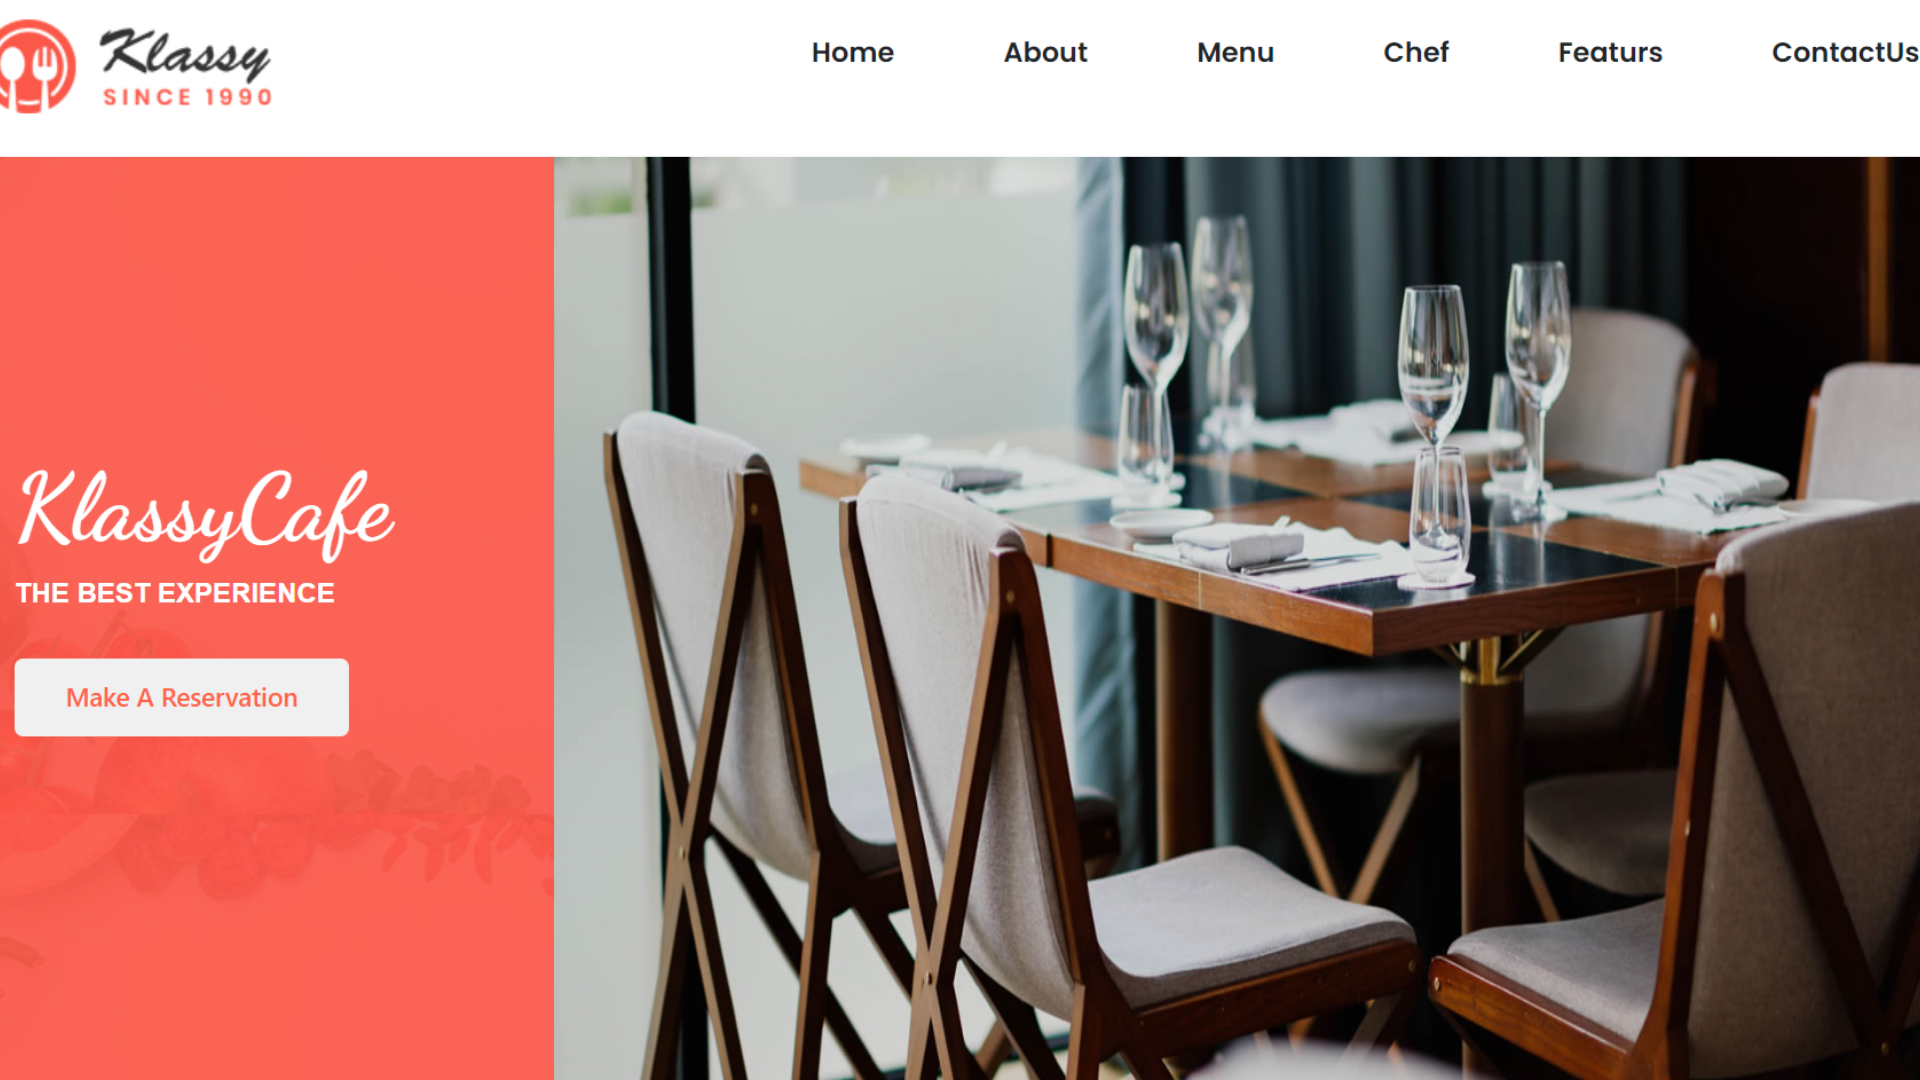 Klassy
SINCE 1990
Home About Menu Chef Featurs ContactUs
KlassyCafe
THE BEST EXPERIENCE
Make A Reservation